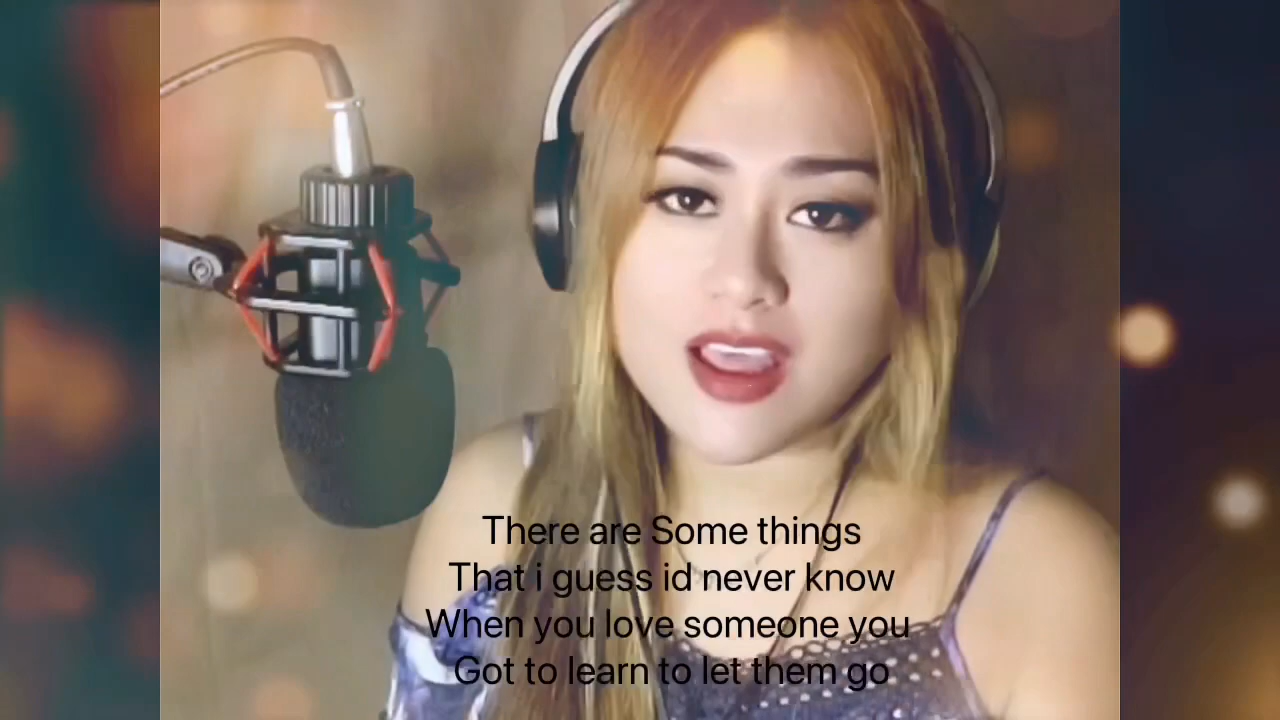 There are Some things
That i guess id never know
When you love someone you
Got to learn to let them go